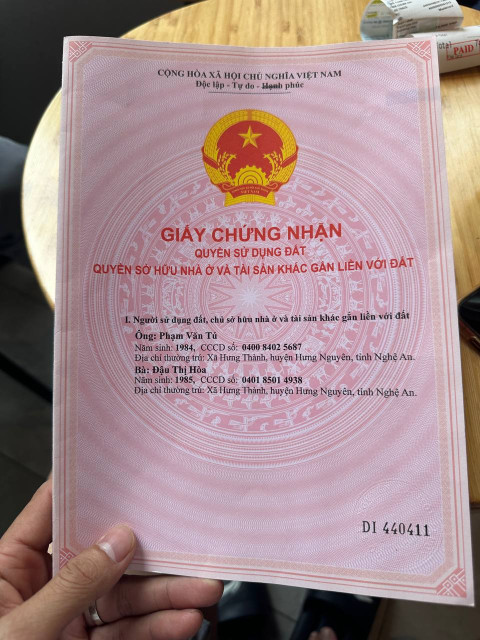 CỘNG HÒA XÃ HỘI CHỦ NGHĨA VIỆT NAM
Độc lập - Tự do - Hạnh phúc
GIẤY CHỨNG NHẬN
QUYỀN SỬ DỤNG ĐẤT
QUYỀN SỞ HỮU NHÀ Ở VÀ TÀI SẢN KHÁC GẮN LIỀN VỚI ĐẤT
I. Người sử dụng đất, chủ sở hữu nhà ở và tài sản khác gắn liền với đất
Ông: Phạm Văn Tú
Năm sinh: 1984, CCCD số: 0400 8402 5687
Địa chỉ thường trú: Xã Hưng Thành, huyện Hưng Nguyên, tỉnh Nghệ An.
Bà: Đậu Thị Hòa
Năm sinh: 1985, CCCD số: 0401 8501 4938
Địa chỉ thường trú: Xã Hưng Thành, huyện Hưng Nguyên, tỉnh Nghệ An.
DI 440411
PAID